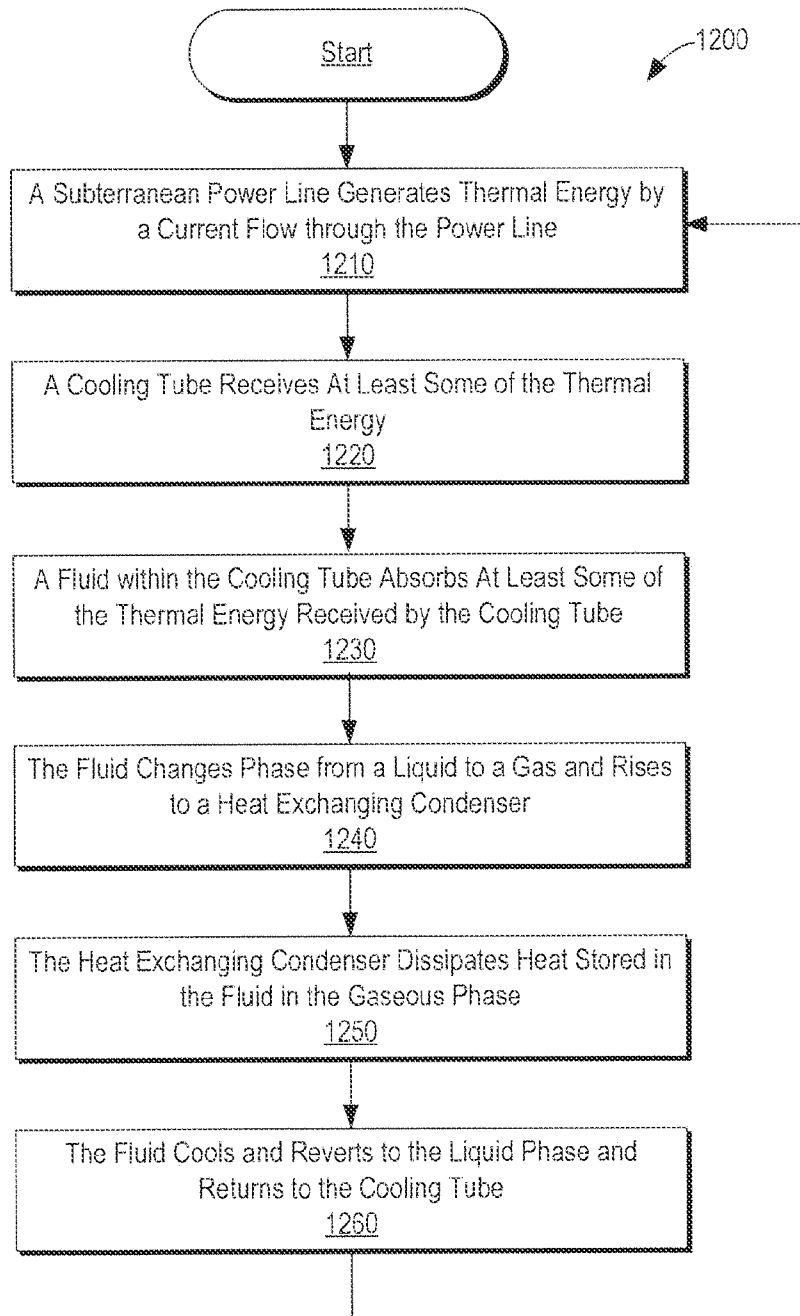 Start
1200
A Subterranean Power Line Generates Thermal Energy by
a Current Flow through the Power Line
1210
A Cooling Tube Receives At Least Some of the Thermal
Energy
1220
A Fluid within the Cooling Tube Absorbs At Least Some of
the Thermal Energy Received by the Cooling Tube
1230
The Fluid Changes Phase from a Liquid to a Gas and Rises
to a Heat Exchanging Condenser
1240
The Heat Exchanging Condenser Dissipates Heat Stored in
the Fluid in the Gaseous Phase
1250
The Fluid Cools and Reverts to the Liquid Phase and
Returns to the Cooling Tube
1260